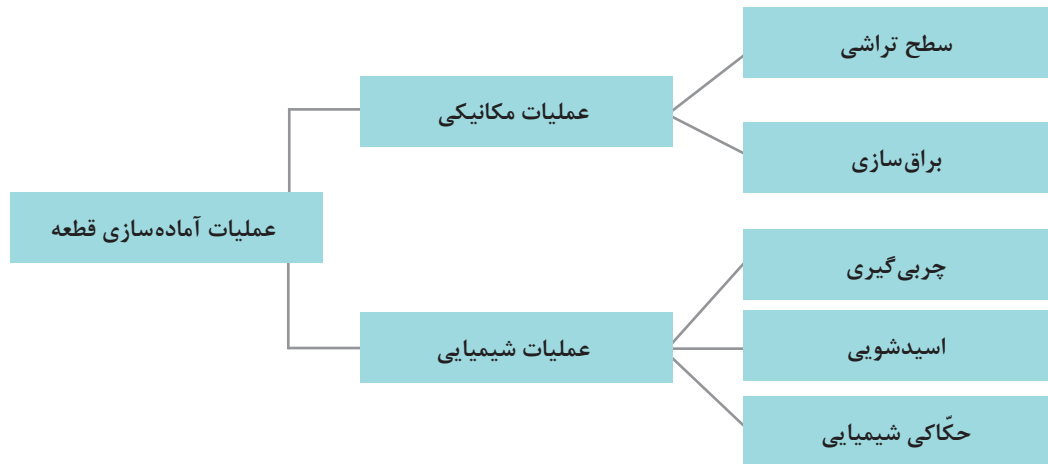 عملیات آماده‌سازی قطعه
عملیات مکانیکی
سطح تراشی
براق‌سازی
عملیات شیمیایی
چربی‌گیری
اسیدشویی
حکّاکی شیمیایی